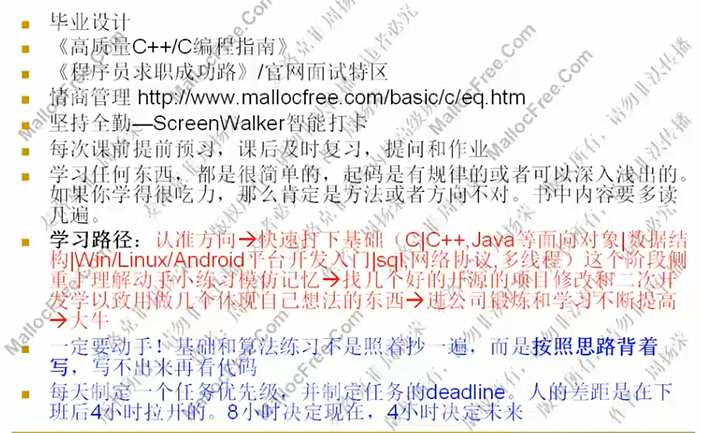 毕业设计
《高质量C++/C编程指南》
《程序员求职成功路》/官网面试特区
情商管理 http://www.mallocfree.com/basic/c/eq.htm
坚持全勤—ScreenWalker智能打卡
每次课前提前预习，课后及时复习，提问和作业
学习任何东西，都是很简单的，起码是有规律的或者可以深入浅出的。
如果你学得很吃力，那么肯定是方法或者方向不对。书中内容要多读
几遍。
学习路径：认准方向→快速打下基础（C|C++,Java等面向对象|数据结
构|Win/Linux/Android平台开发入门|sql,网络协议,多线程）这个阶段侧
重于理解动手小练习模仿记忆→找几个好的开源的项目修改和二次开
发学以致用做几个体现自己想法的东西→进公司锻炼和学习不断提高
→大牛
一定要动手！基础和算法练习不是照着抄一遍，而是按照思路背着
写，写不出来再看代码
每天制定一个任务优先级，并制定任务的deadline。人的差距是在下
班后4小时拉开的。8小时决定现在，4小时决定未来
MallocFree.Com